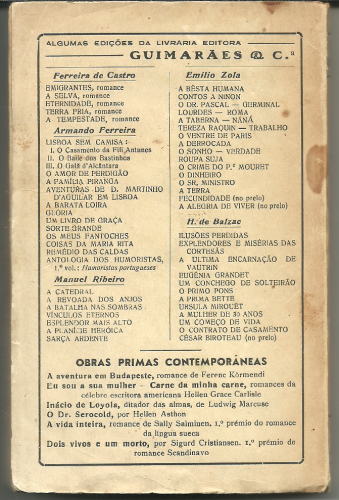 ALGUMAS EDIÇÕES DA LIVRÁRIA EDITORA
GUIMARÃES & C.ª
Ferreira de Castro
EMIGRANTES, romance
A SELVA, romance
ETERNIDADE, romance
TERRA FRIA, romance
A TEMPESTADE, romance
Armando Ferreira
LISBOA SEM CAMISA :
I. O Casamento da Fifi Antunes
II. O Baile dos Bastinhos
III. O Galã d'Alcântara
O AMOR DE PERDIGÃO
A FAMÍLIA PIRANGA
AVENTURAS DE D. MARTINHO
D'AGUILAR EM LISBOA
A BARATA LOIRA
GLORIA
UM LIVRO DE GRAÇA
SORTE GRANDE
OS MEUS FANTOCHES
COISAS DA MARIA RITA
REMÉDIO DAS CALDAS
ANTOLOGIA DOS HUMORISTAS,
1.º vol.: Humoristas portugueses
Manuel Ribeiro
A CATEDRAL
A REVOADA DOS ANJOS
A BATALHA NAS SOMBRAS
VÍNCULOS ETERNOS
ESPLENDOR MAIS ALTO
A PLANÍCIE HERÓICA
SARÇA ARDENTE
Emilio Zola
A BÊSTA HUMANA
CONTOS A NINON
O DR. PASCAL — GERMINAL
LOURDES — ROMA
A TABERNA — NÁNÁ
TERESA RAQUIN — TRABALHO
O VENTRE DE PARIS
A DERROCADA
O SONHO — VERDADE
ROUPA SUJA
O CRIME DO P.e MOURET
O DINHEIRO
O SR. MINISTRO
A TERRA
FECUNDIDADE (no prelo)
A ALEGRIA DE VIVER (no prelo)
H. de Balzac
ILUSÕES PERDIDAS
EXPLENDORES E MISÉRIAS DAS
CORTESÃS
A ULTIMA ENCARNAÇÃO DE
VAUTRIN
EUGÉNIA GRANDET
UM CONCHEGO DE SOLTEIRÃO
O PRIMO PONS
A PRIMA BETTE
URSULA MIROUËT
A MULHER DE 30 ANOS
UM COMEÇO DE VIDA
O CONTRATO DE CASAMENTO
CÉSAR BIROTEAU (no prelo)
OBRAS PRIMAS CONTEMPORÂNEAS
A aventura em Budapeste, romance de Ferenc Körmendi
Eu sou a sua mulher — Carne da minha carne, romances da
célebre escritora americana Hellen Grace Carlisle
Inácio de Loyola, ditador das almas, de Ludwig Marcuse
O Dr. Serocold, por Hellen Asthon
A vida inteira, romance de Sally Salminen. 1.º prémio do romance
da língua sueca
Dois vivos e um morto, por Sigurd Cristiansen. 1.º prémio de
romance Scandinavo